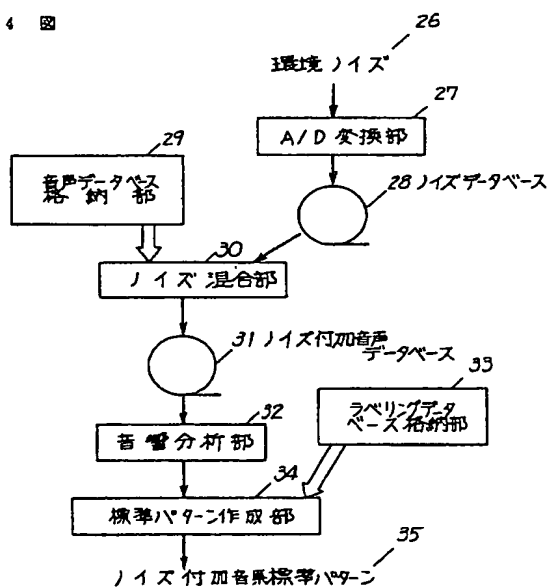 4 図
26
環境ノイズ
27
A/D変換部
29
音声データベース
格納部
28 ノイズデータベース
30
ノイズ混合部
31 ノイズ付加音声
データベース
33
ラベリングデータ
ベース格納部
32
音響分析部
34
標準パターン作成部
35
ノイズ付加音素標準パターン